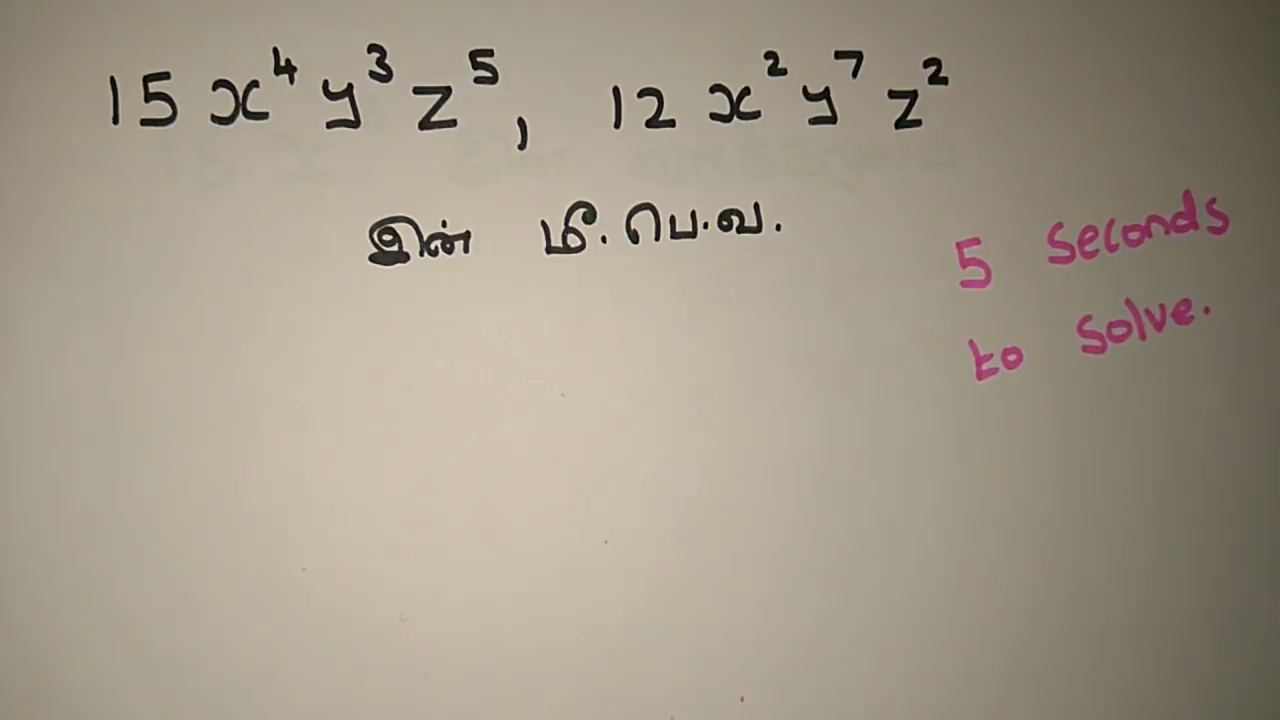 15 x⁴ y³ z⁵, 12 x² y⁷ z²
இன் மீ.பெ.வ.
5 seconds
to solve.